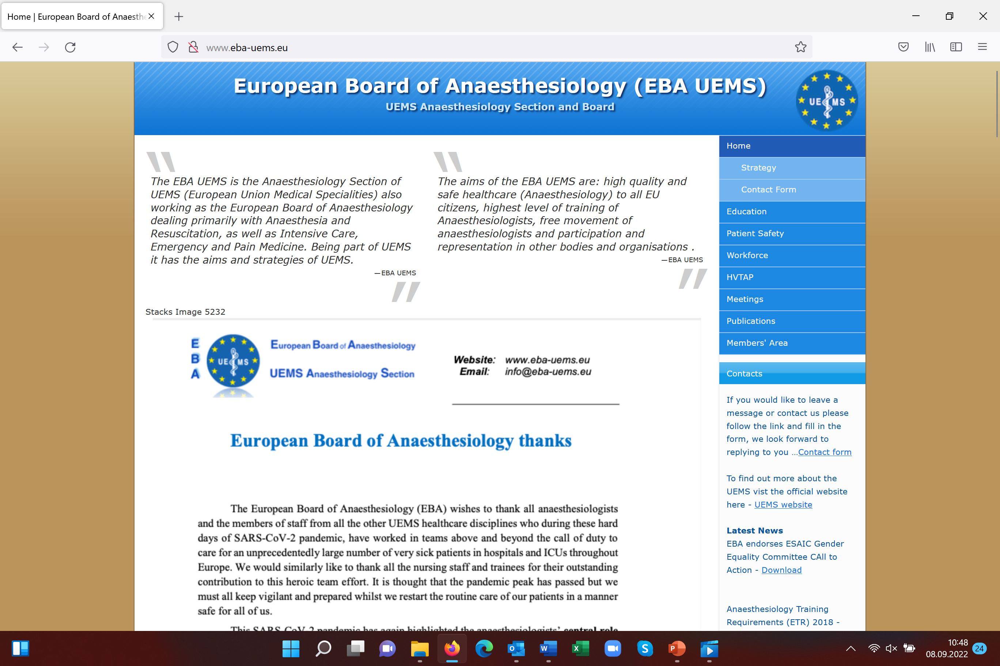 Home | European Board of Anaesthe
www.eba-uems.eu
European Board of Anaesthesiology (EBA UEMS)
UEMS Anaesthesiology Section and Board
UEMS
The EBA UEMS is the Anaesthesiology Section of
UEMS (European Union Medical Specialities) also
working as the European Board of Anaesthesiology
dealing primarily with Anaesthesia and
Resuscitation, as well as Intensive Care,
Emergency and Pain Medicine. Being part of UEMS
it has the aims and strategies of UEMS.
—EBA UEMS
The aims of the EBA UEMS are: high quality and
safe healthcare (Anaesthesiology) to all EU
citizens, highest level of training of
Anaesthesiologists, free movement of
anaesthesiologists and participation and
representation in other bodies and organisations .
—EBA UEMS
Stacks Image 5232
EBA
UEMS
European Board of Anaesthesiology
UEMS Anaesthesiology Section
Website: www.eba-uems.eu
Email: info@eba-uems.eu
European Board of Anaesthesiology thanks
The European Board of Anaesthesiology (EBA) wishes to thank all anaesthesiologists
and the members of staff from all the other UEMS healthcare disciplines who during these hard
days of SARS-CoV-2 pandemic, have worked in teams above and beyond the call of duty to
care for an unprecedentedly large number of very sick patients in hospitals and ICUs throughout
Europe. We would similarly like to thank all the nursing staff and trainees for their outstanding
contribution to this heroic team effort. It is thought that the pandemic peak has passed but we
must all keep vigilant and prepared whilst we restart the routine care of our patients in a manner
safe for all of us.
This SARS-CoV-2 pandemic has again highlighted the anaesthesiologists' central role
Home
Strategy
Contact Form
Education
Patient Safety
Workforce
HVTAP
Meetings
Publications
Members' Area
Contacts
If you would like to leave a
message or contact us please
follow the link and fill in the
form, we look forward to
replying to you ...Contact form
To find out more about the
UEMS vist the official website
here - UEMS website
Latest News
EBA endorses ESAIC Gender
Equality Committee CAll to
Action - Download
Anaesthesiology Training
Requirements (ETR) 2018 -
10:48
08.09.2022
24